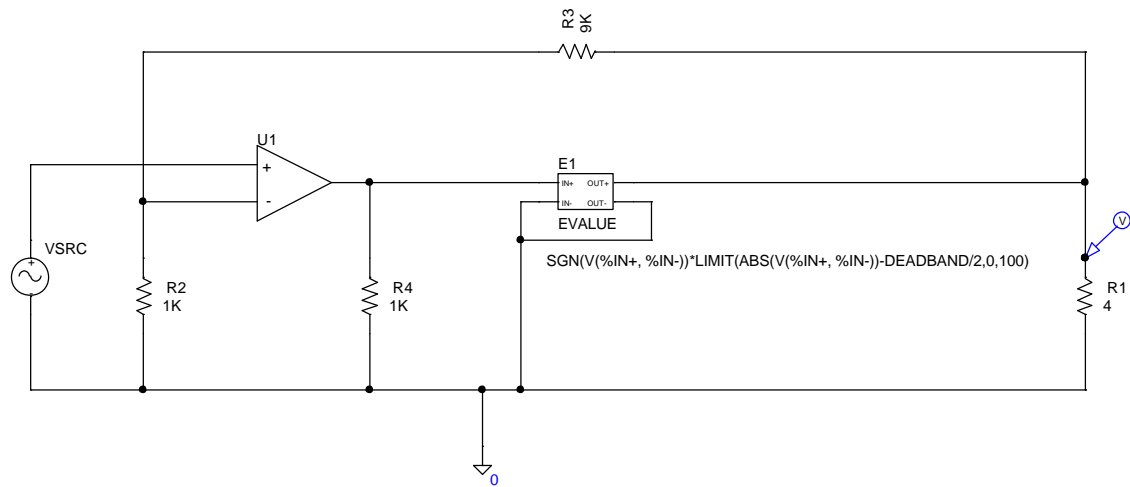 R3
9K
U1
+
-
E1
IN+
OUT+
IN-
OUT-
EVALUE
V
VSRC
+
-
SGN(V(%IN+, %IN-))*LIMIT(ABS(V(%IN+, %IN-))-DEADBAND/2,0,100)
R2
1K
R4
1K
R1
4
0